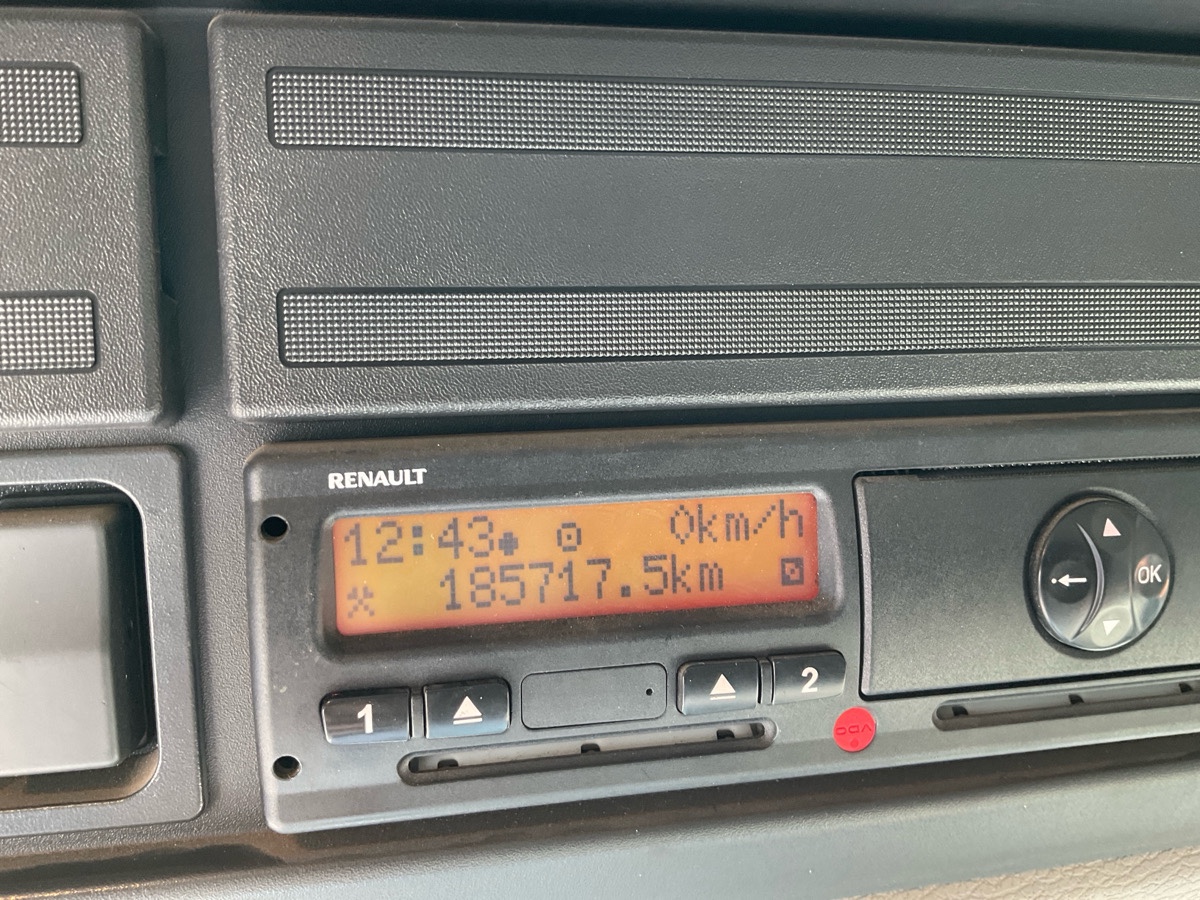 RENAULT
12:43 0km/h
185717.5km
1 2
OK
VDO